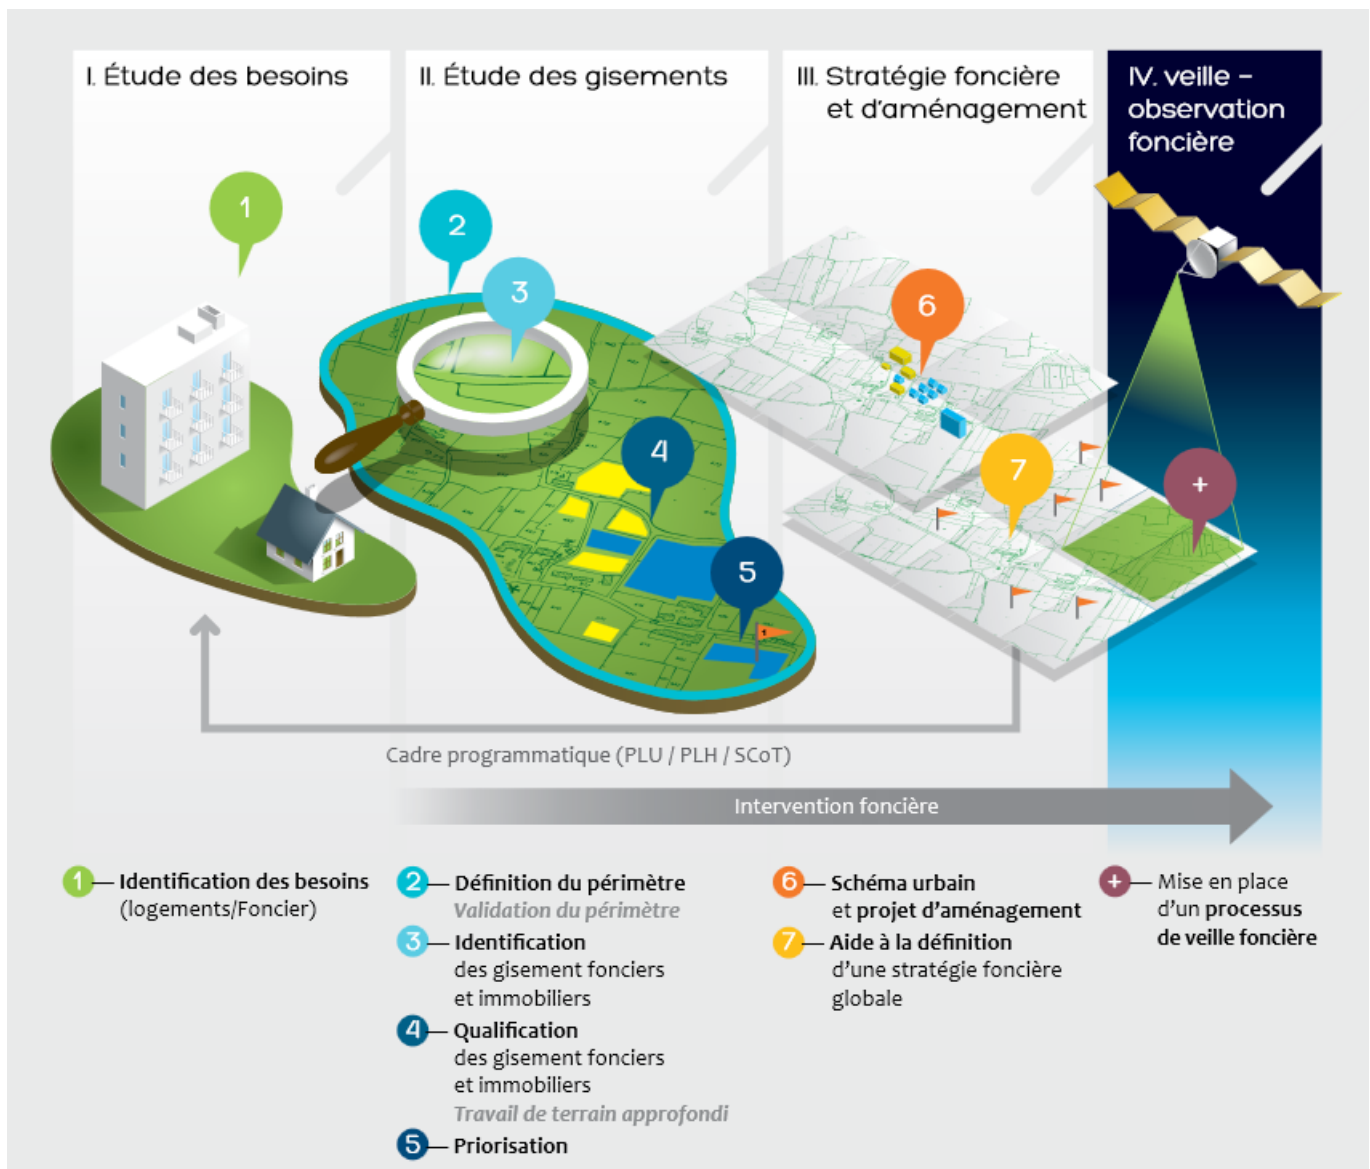 I. Étude des besoins
II. Étude des gisements
III. Stratégie foncière
et d'aménagement
IV. veille –
observation
foncière
1
2
3
4
5
1
6
7
+
Cadre programmatique (PLU / PLH / SCoT)
Intervention foncière
1 Identification des besoins
(logements/Foncier)
2 Définition du périmètre
Validation du périmètre
3 Identification
des gisement fonciers
et immobiliers
4 Qualification
des gisement fonciers
et immobiliers
Travail de terrain approfondi
5 Priorisation
6 Schéma urbain
et projet d'aménagement
7 Aide à la définition
d'une stratégie foncière
globale
+ Mise en place
d'un processus
de veille foncière